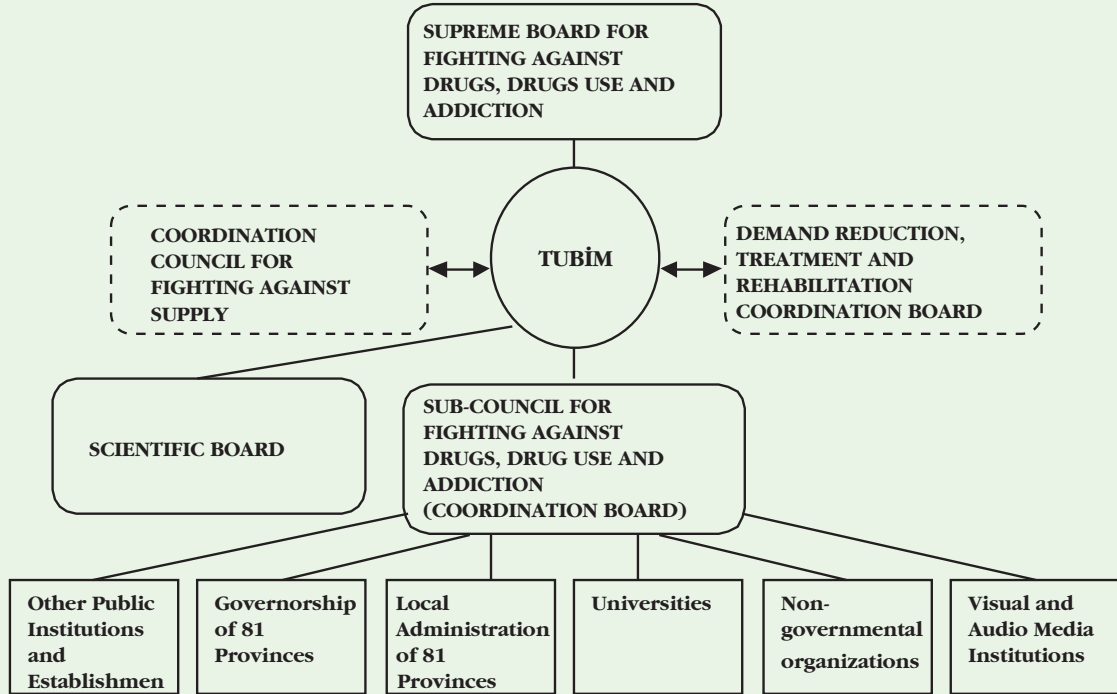 SUPREME BOARD FOR
FIGHTING AGAINST
DRUGS, DRUGS USE AND
ADDICTION
COORDINATION
COUNCIL FOR
FIGHTING AGAINST
SUPPLY
TUBİM
DEMAND REDUCTION,
TREATMENT AND
REHABILITATION
COORDINATION BOARD
SCIENTIFIC BOARD
SUB-COUNCIL FOR
FIGHTING AGAINST
DRUGS, DRUG USE AND
ADDICTION
(COORDINATION BOARD)
Other Public
Institutions
and
Establishmen
Governorship
of 81
Provinces
Local
Administration
of 81
Provinces
Universities
Non-
governmental
organizations
Visual and
Audio Media
Institutions